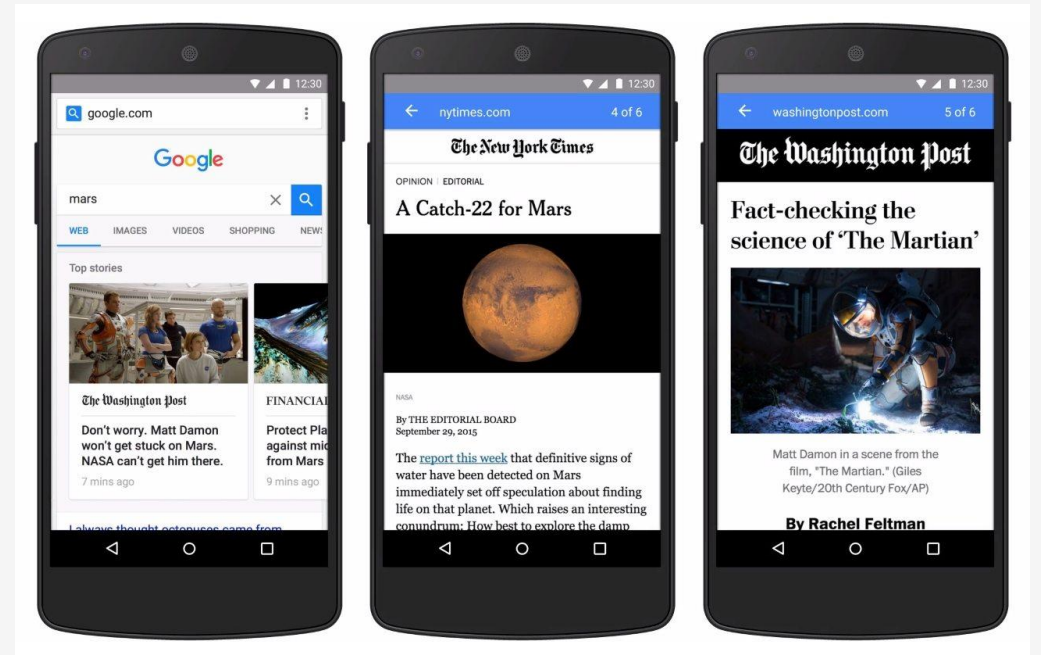 12:30
google.com
Google
mars
WEB IMAGES VIDEOS SHOPPING NEWS
Top stories
The Washington Post
Don't worry. Matt Damon
won't get stuck on Mars.
NASA can't get him there.
7 mins ago
FINANCIAL
Protect Pla
against mic
from Mars
9 mins ago
I always thought octopuses came from
12:30
nytimes.com 4 of 6
The New York Times
OPINION | EDITORIAL
A Catch-22 for Mars
NASA
By THE EDITORIAL BOARD
September 29, 2015
The report this week that definitive signs of
water have been detected on Mars
immediately set off speculation about finding
life on that planet. Which raises an interesting
conundrum: How best to explore the damp
12:30
washingtonpost.com 5 of 6
The Washington Post
Fact-checking the
science of ‘The Martian’
Matt Damon in a scene from the
film, "The Martian." (Giles
Keyte/20th Century Fox/AP)
By Rachel Feltman